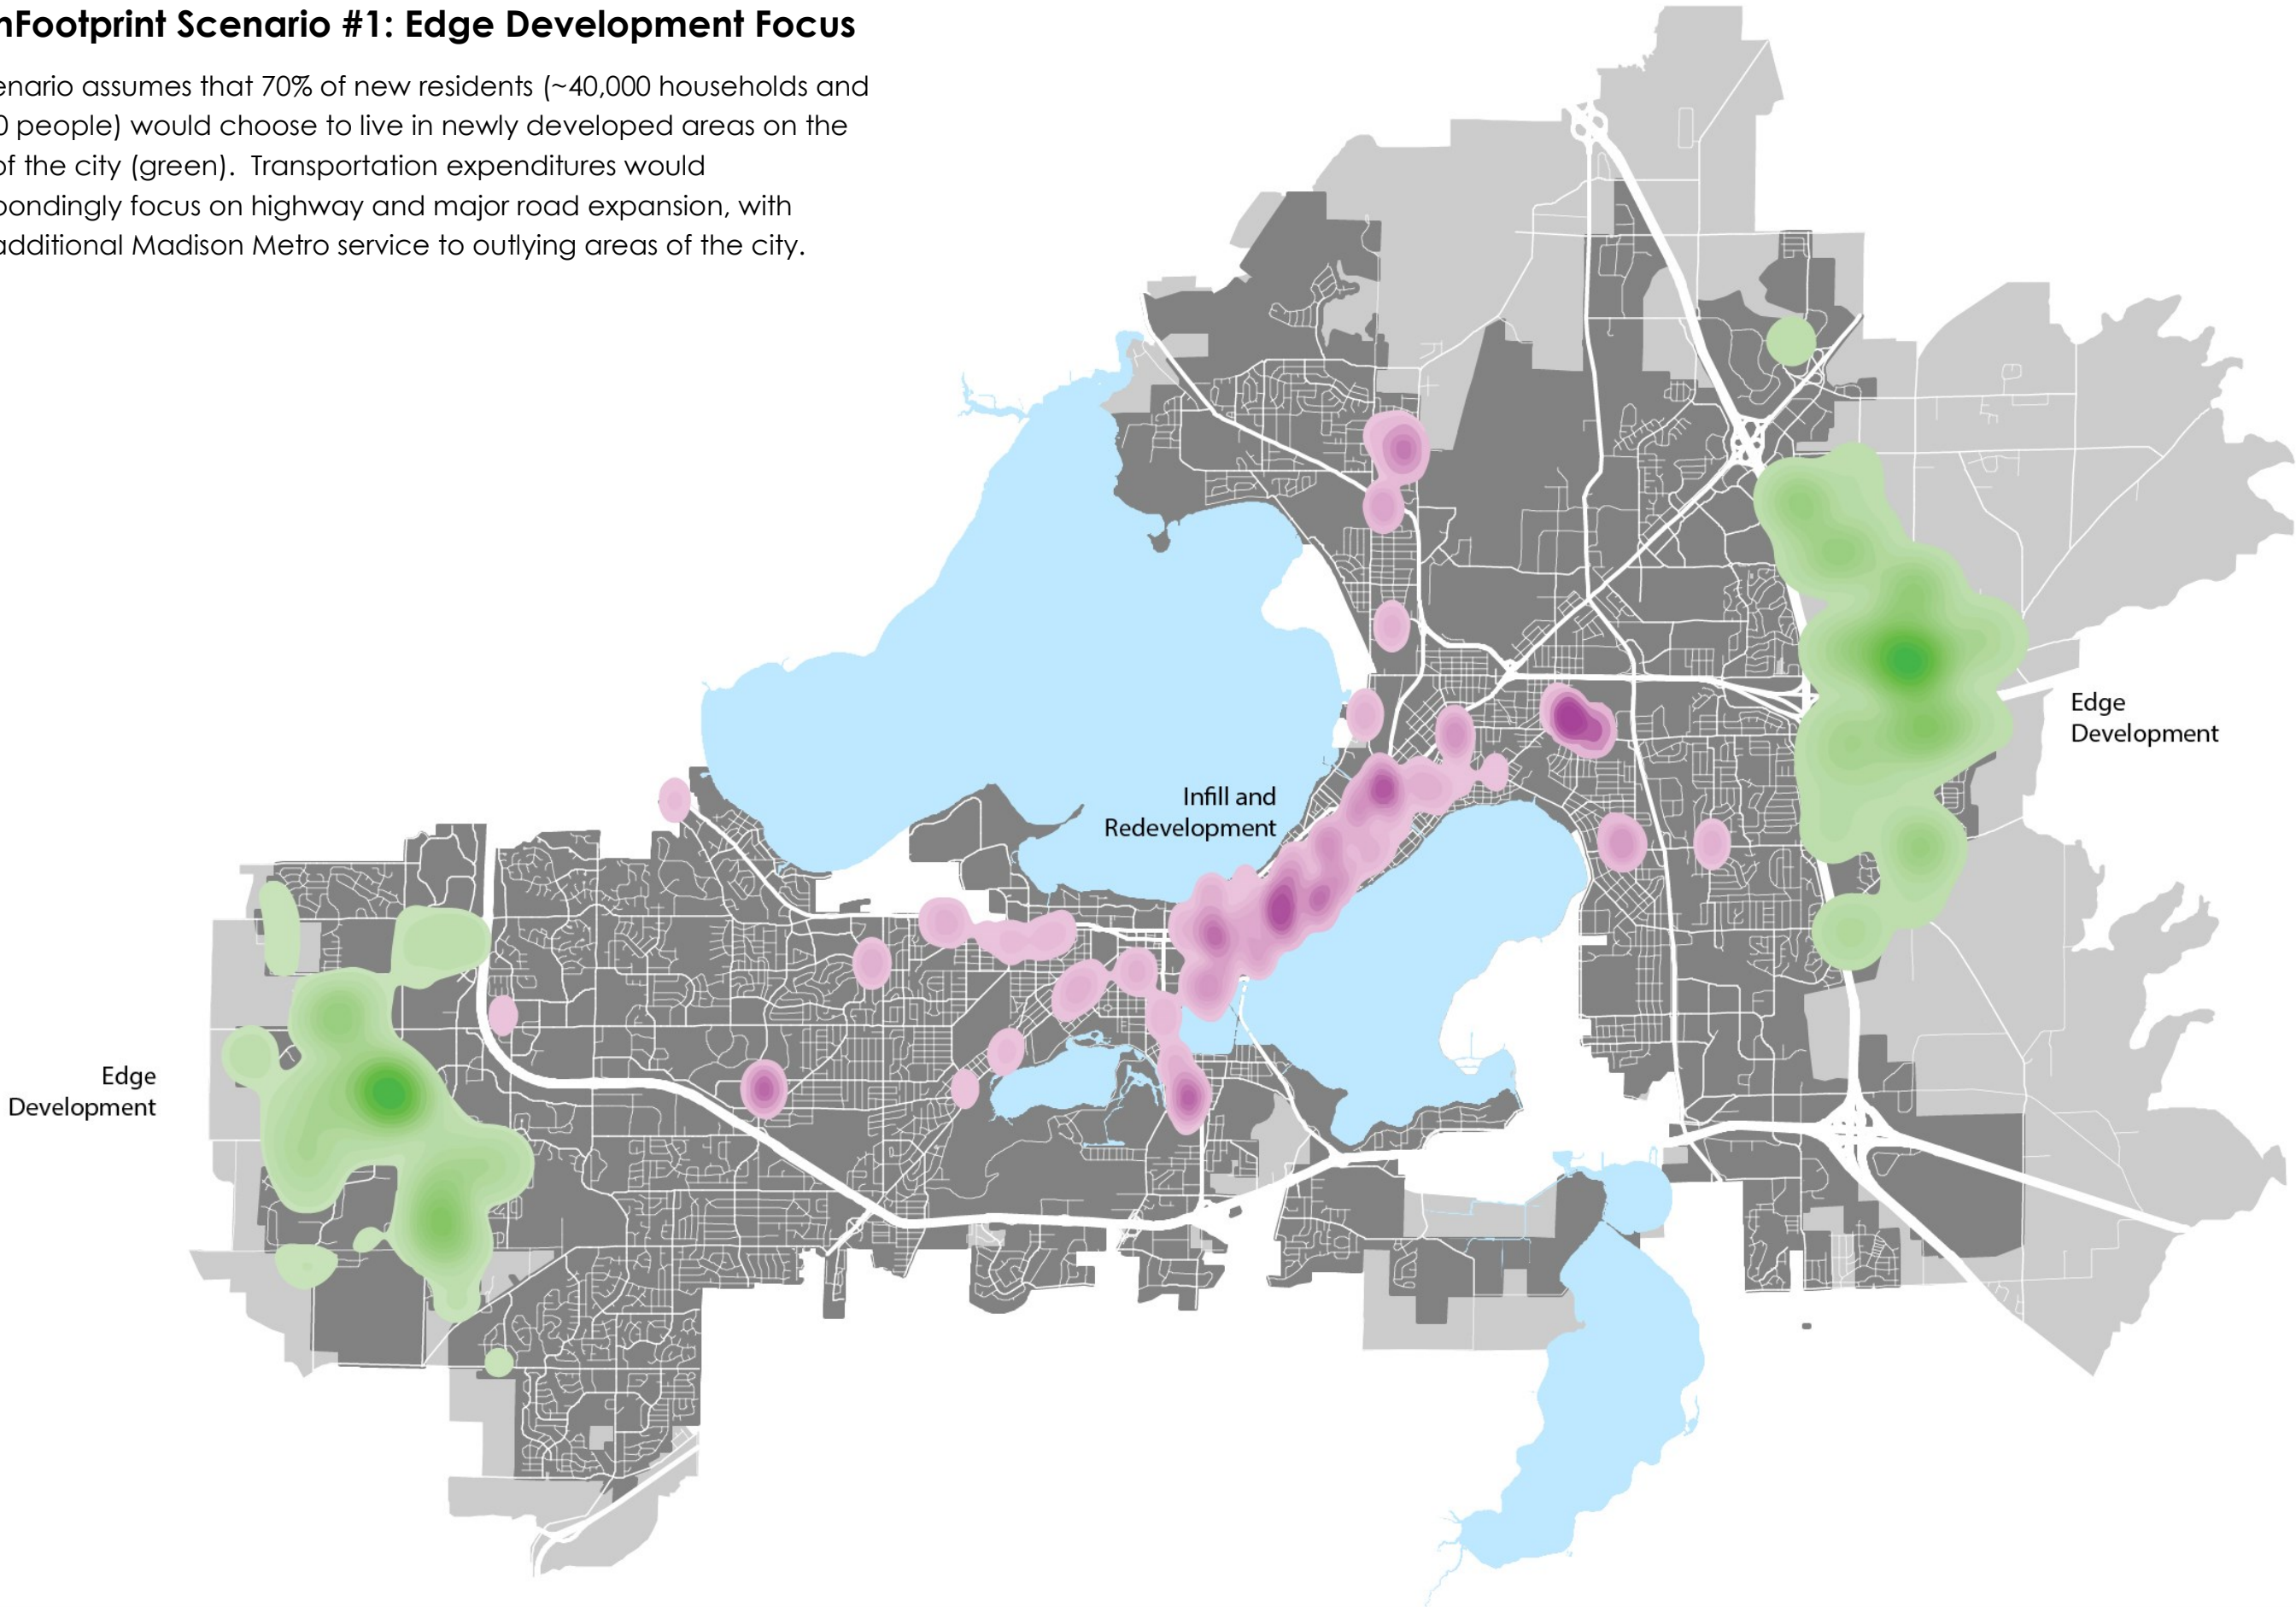 nFootprint Scenario #1: Edge Development Focus
enario assumes that 70% of new residents (~40,000 households and
0 people) would choose to live in newly developed areas on the
of the city (green).  Transportation expenditures would
pondingly focus on highway and major road expansion, with
additional Madison Metro service to outlying areas of the city.
Edge
Development
Infill and
Redevelopment
Edge
Development